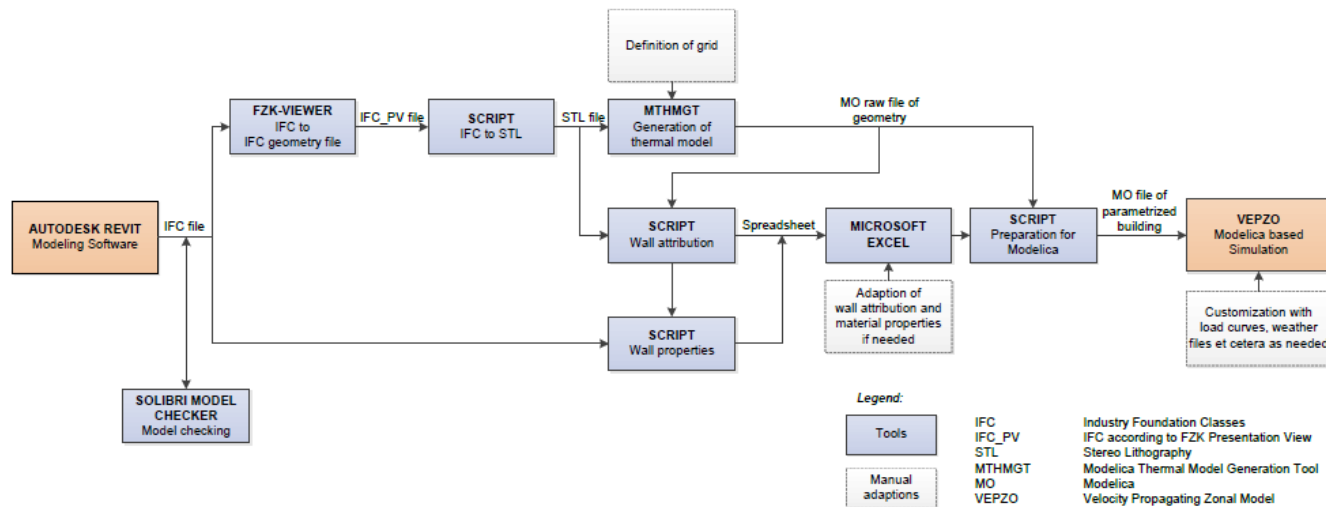 Definition of grid
FZK-VIEWER
IFC to
IFC geometry file
IFC_PV file
SCRIPT
IFC to STL
STL file
MTHMGT
Generation of
thermal model
MO raw file of
geometry
AUTODESK REVIT
Modeling Software
IFC file
SCRIPT
Wall attribution
Spreadsheet
MICROSOFT
EXCEL
SCRIPT
Preparation for
Modelica
MO file of
parametrized
building
VEPZO
Modelica based
Simulation
Adaption of
wall attribution and
material properties
if needed
Customization with
load curves, weather
files et cetera as needed
SCRIPT
Wall properties
SOLIBRI MODEL
CHECKER
Model checking
Legend:
Tools
Manual
adaptions
IFC Industry Foundation Classes
IFC_PV IFC according to FZK Presentation View
STL Stereo Lithography
MTHMGT Modelica Thermal Model Generation Tool
MO Modelica
VEPZO Velocity Propagating Zonal Model